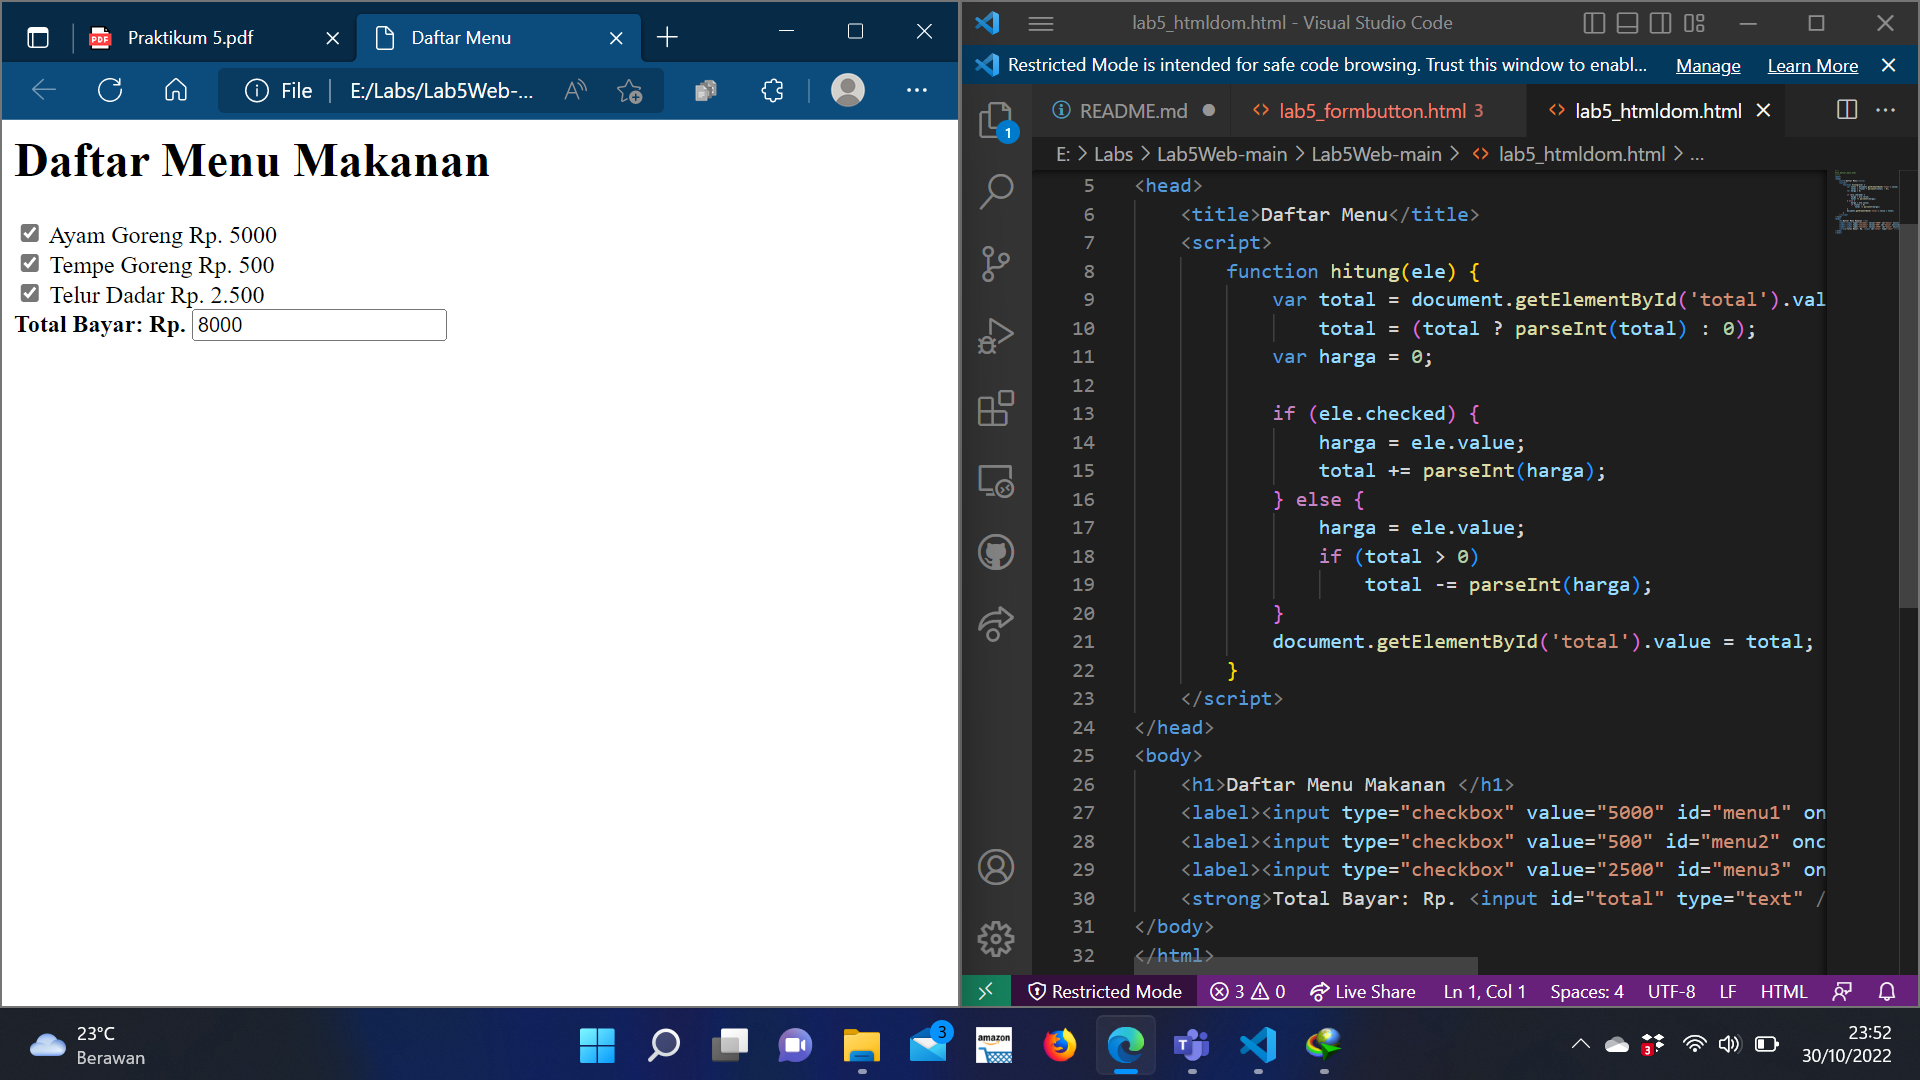 Praktikum 5.pdf
Daftar Menu
File
E:/Labs/Lab5Web-...
Daftar Menu Makanan
Ayam Goreng Rp. 5000
Tempe Goreng Rp. 500
Telur Dadar Rp. 2.500
Total Bayar: Rp. 8000
lab5_htmldom.html - Visual Studio Code
Restricted Mode is intended for safe code browsing. Trust this window to enabl... Manage Learn More
1
README.md
lab5_formbutton.html 3
lab5_htmldom.html
E: > Labs > Lab5Web-main > Lab5Web-main > <> lab5_htmldom.html > ...
5 <head>
6 <title>Daftar Menu</title>
7 <script>
8 function hitung(ele) {
9 var total = document.getElementById('total').val
10 total = (total ? parseInt(total) : 0);
11 var harga = 0;
12
13 if (ele.checked) {
14 harga = ele.value;
15 total += parseInt(harga);
16 } else {
17 harga = ele.value;
18 if (total > 0)
19 total -= parseInt(harga);
20 }
21 document.getElementById('total').value = total;
22 }
23 </script>
24 </head>
25 <body>
26 <h1>Daftar Menu Makanan </h1>
27 <label><input type="checkbox" value="5000" id="menu1" on
28 <label><input type="checkbox" value="500" id="menu2" onc
29 <label><input type="checkbox" value="2500" id="menu3" on
30 <strong>Total Bayar: Rp. <input id="total" type="text" /
31 </body>
32 </html>
Restricted Mode 3 0 Live Share Ln 1, Col 1 Spaces: 4 UTF-8 LF HTML
23°C
Berawan
3
amazon
3
23:52
30/10/2022